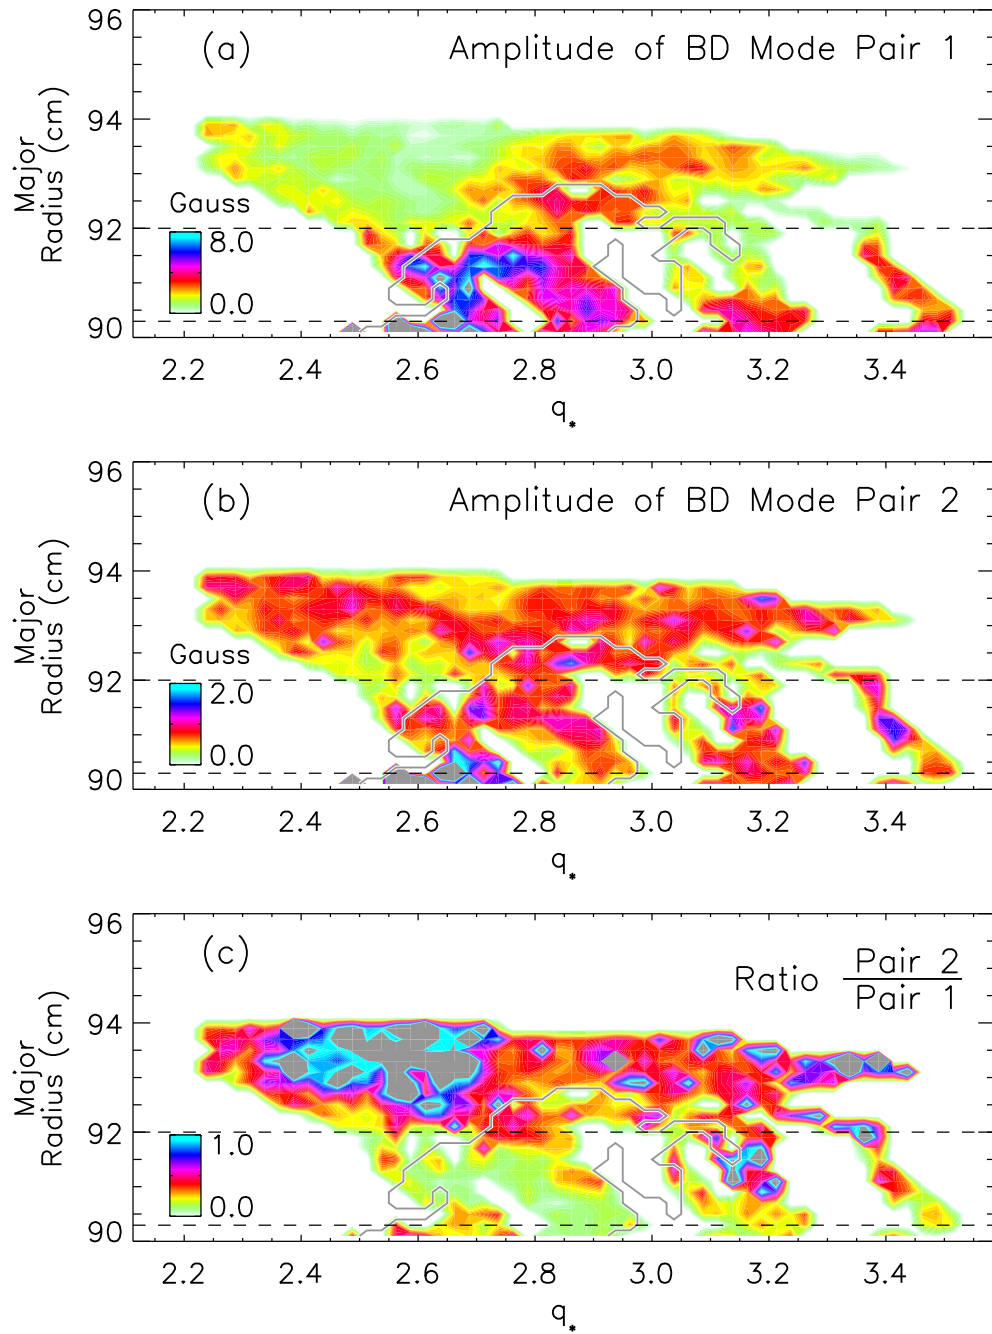 96
(a)
Amplitude of BD Mode Pair 1
94
Major
Radius (cm)
Gauss
92
8.0
0.0
90
2.2 2.4 2.6 2.8 3.0 3.2 3.4
q*
96
(b)
Amplitude of BD Mode Pair 2
94
Major
Radius (cm)
Gauss
92
2.0
0.0
90
2.2 2.4 2.6 2.8 3.0 3.2 3.4
q*
96
(c)
Ratio Pair 2
Pair 1
94
Major
Radius (cm)
92
1.0
0.0
90
2.2 2.4 2.6 2.8 3.0 3.2 3.4
q*